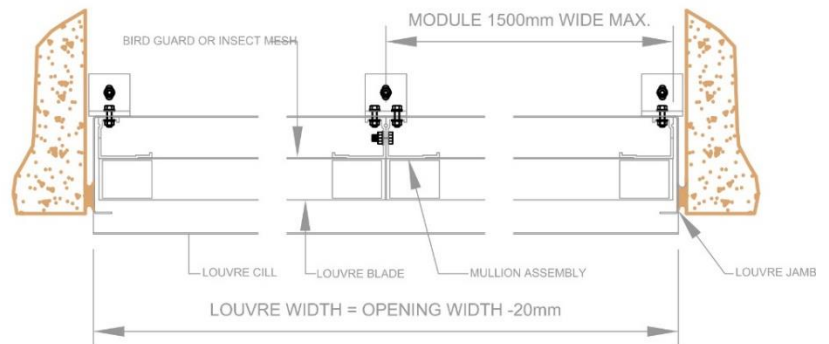 MODULE 1500mm WIDE MAX.
BIRD GUARD OR INSECT MESH
LOUVRE CILL
LOUVRE BLADE
MULLION ASSEMBLY
LOUVRE JAMB
LOUVRE WIDTH = OPENING WIDTH -20mm